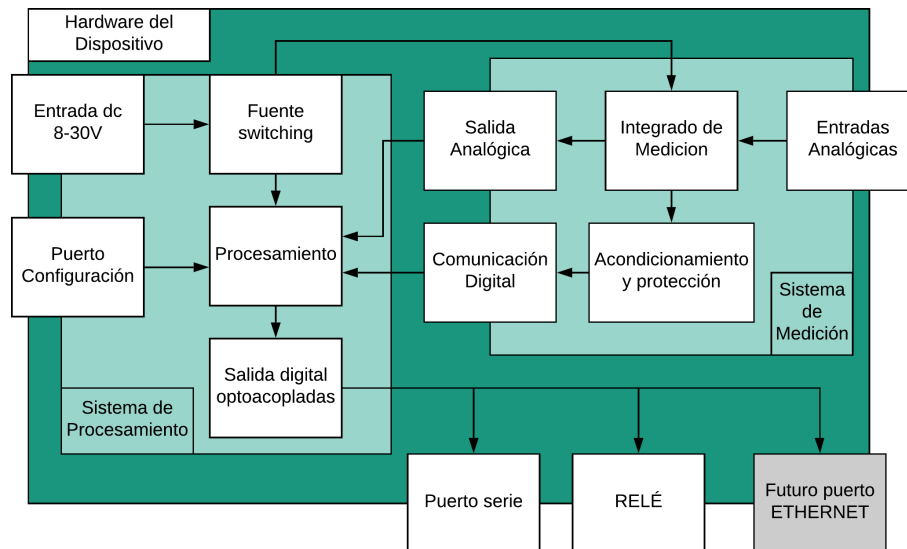 Hardware del
Dispositivo
Entrada dc
8-30V
Fuente
switching
Salida
Analógica
Integrado de
Medicion
Entradas
Analógicas
Puerto
Configuración
Procesamiento
Comunicación
Digital
Acondicionamiento
y protección
Sistema
de
Medición
Salida digital
optoacopladas
Sistema de
Procesamiento
Puerto serie
RELÉ
Futuro puerto
ETHERNET